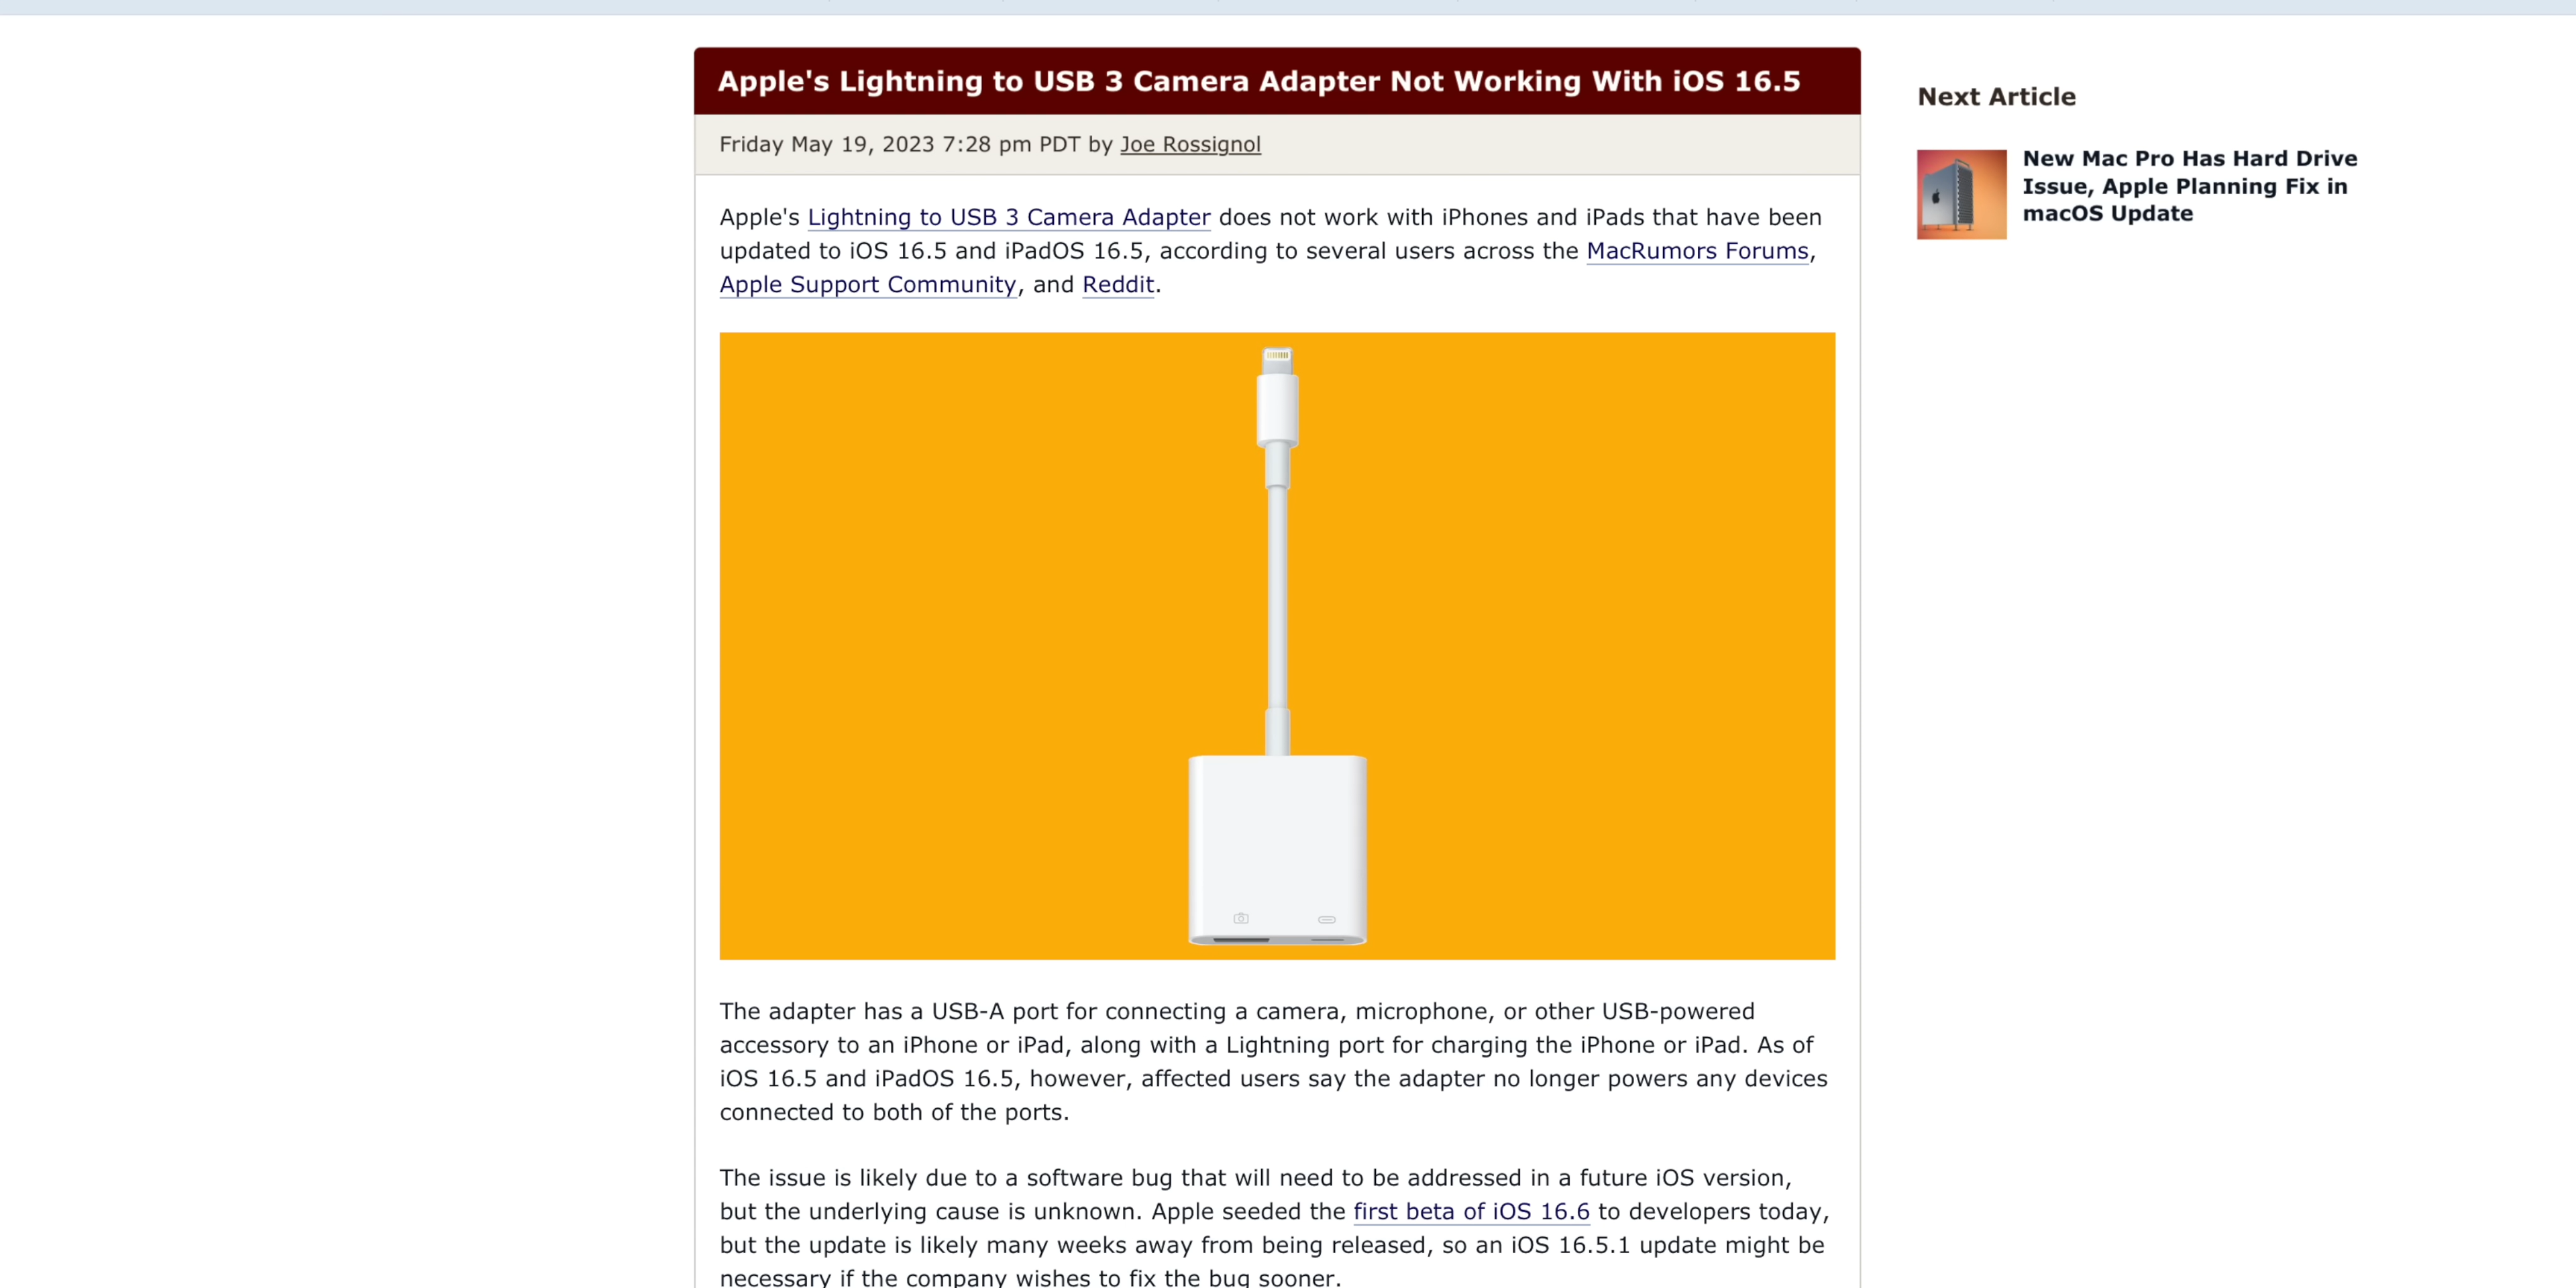 Apple's Lightning to USB 3 Camera Adapter Not Working With iOS 16.5
Friday May 19, 2023 7:28 pm PDT by Joe Rossignol
Apple's Lightning to USB 3 Camera Adapter does not work with iPhones and iPads that have been
updated to iOS 16.5 and iPadOS 16.5, according to several users across the MacRumors Forums,
Apple Support Community, and Reddit.
The adapter has a USB-A port for connecting a camera, microphone, or other USB-powered
accessory to an iPhone or iPad, along with a Lightning port for charging the iPhone or iPad. As of
iOS 16.5 and iPadOS 16.5, however, affected users say the adapter no longer powers any devices
connected to both of the ports.
The issue is likely due to a software bug that will need to be addressed in a future iOS version,
but the underlying cause is unknown. Apple seeded the first beta of iOS 16.6 to developers today,
but the update is likely many weeks away from being released, so an iOS 16.5.1 update might be
necessary if the company wishes to fix the bug sooner.
Next Article
New Mac Pro Has Hard Drive
Issue, Apple Planning Fix in
macOS Update